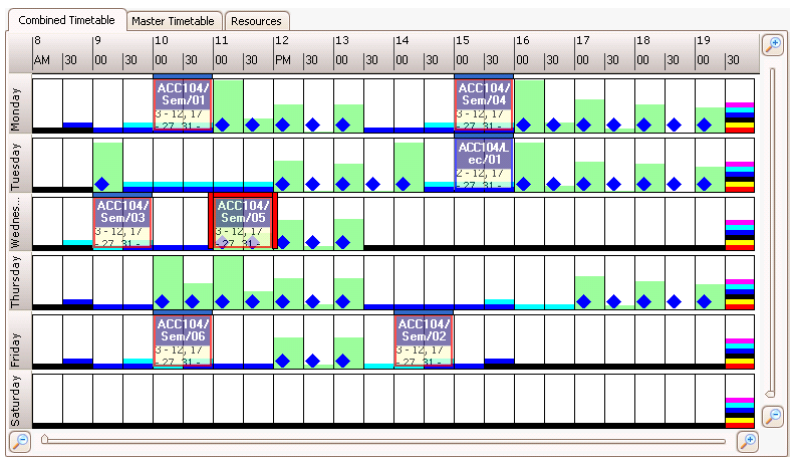 Combined Timetable Master Timetable Resources
8 9 10 11 12 13 14 15 16 17 18 19
AM 30 00 30 00 30 00 30 PM 30 00 30 00 30 00 30 00 30 00 30 00 30 00 30
Monday
ACC104/
Sem/01
3 - 12, 17
- 27, 31 -
ACC104/
Sem/04
3 - 12, 17
- 27, 31 -
Tuesday
ACC104/L
ec/01
2 - 12, 17
- 27, 31 -
Wednes...
ACC104/
Sem/03
3 - 12, 17
- 27, 31 -
ACC104/
Sem/05
3 - 12, 17
- 27, 31 -
Thursday
Friday
ACC104/
Sem/06
3 - 12, 17
- 27, 31 -
ACC104/
Sem/02
3 - 12, 17
- 27, 31 -
Saturday